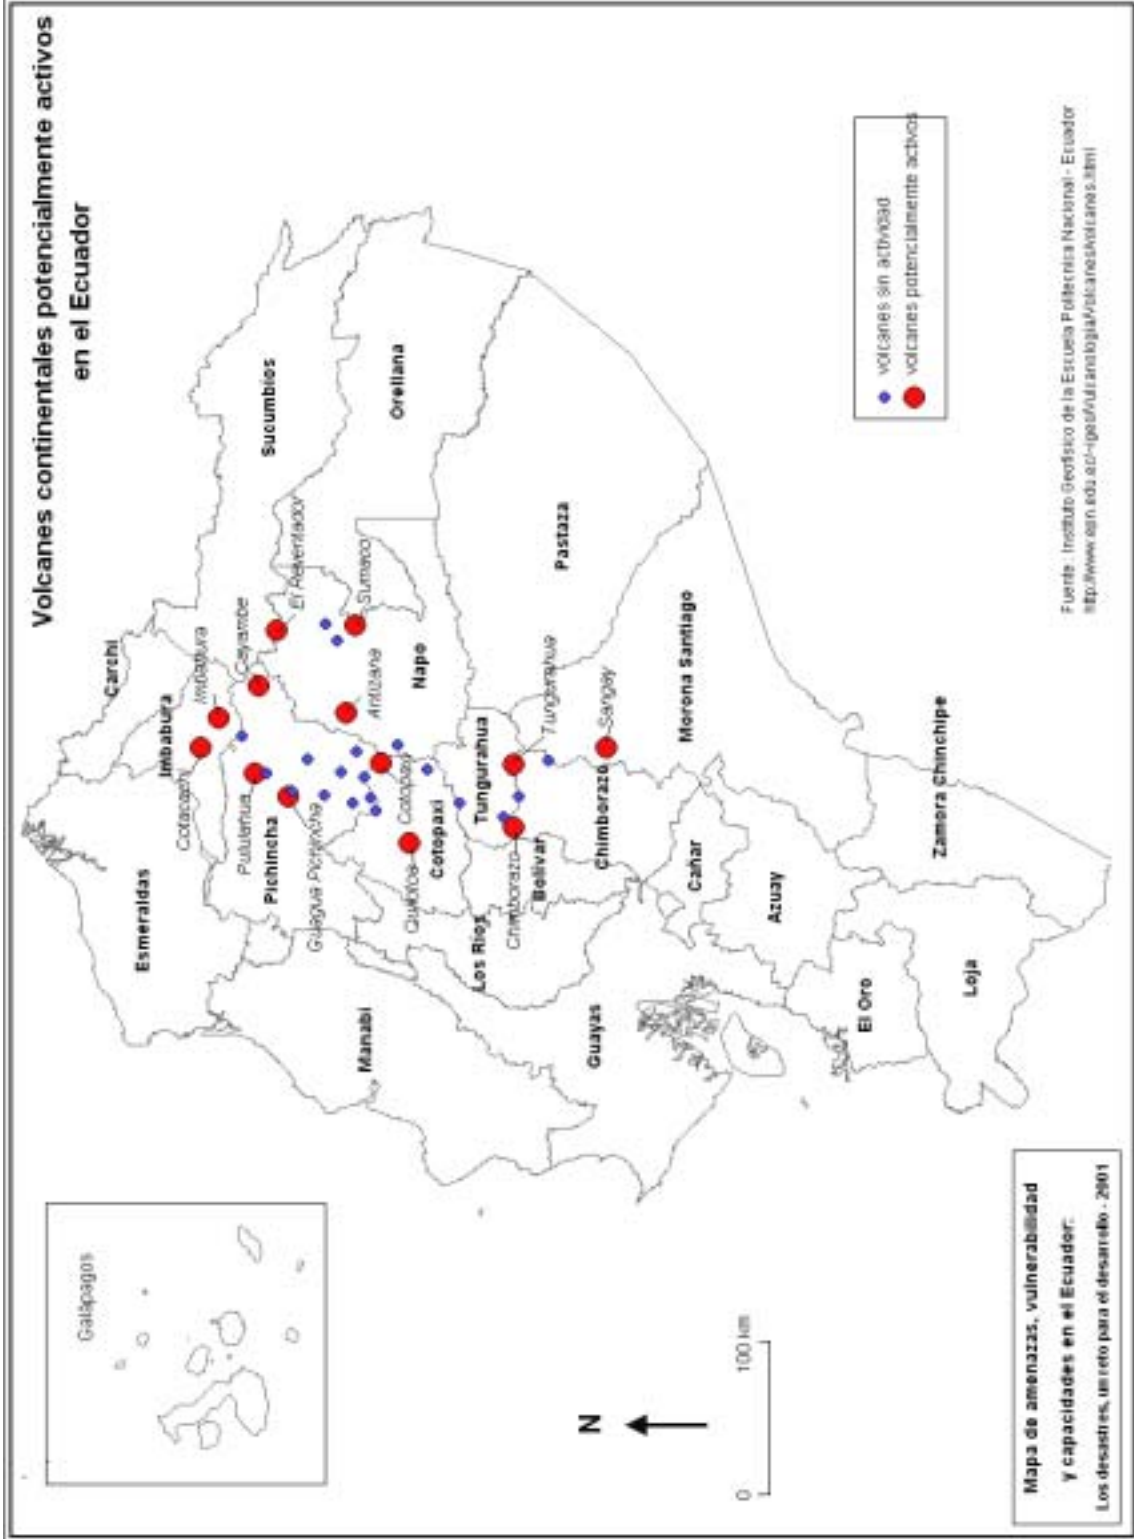 Volcanes continentales potencialmente activos
en el Ecuador
Galápagos
Esmeraldas
Carchi
Imbabura
Imbabura
Cotacachi
Cayambe
Sucumbios
El Reventador
Pululahua
Pichincha
Guagua Pichincha
Orellana
Sumaco
Antizana
Napo
Manabi
Cotopaxi
Quilotoa
Cotopaxi
Los Ríos
Tungurahua
Tungurahua
Chimborazo
Bolívar
Pastaza
Guayas
Chimborazo
Sangay
Morona Santiago
Cañar
Azuay
El Oro
Loja
Zamora Chinchipe
N
0
100 km
volcanes sin actividad
volcanes potencialmente activos
Mapa de amenazas, vulnerabilidad
y capacidades en el Ecuador:
Los desastres, un reto para el desarrollo - 2001
Fuente : Instituto Geofísico de la Escuela Politecnica Nacional - Ecuador